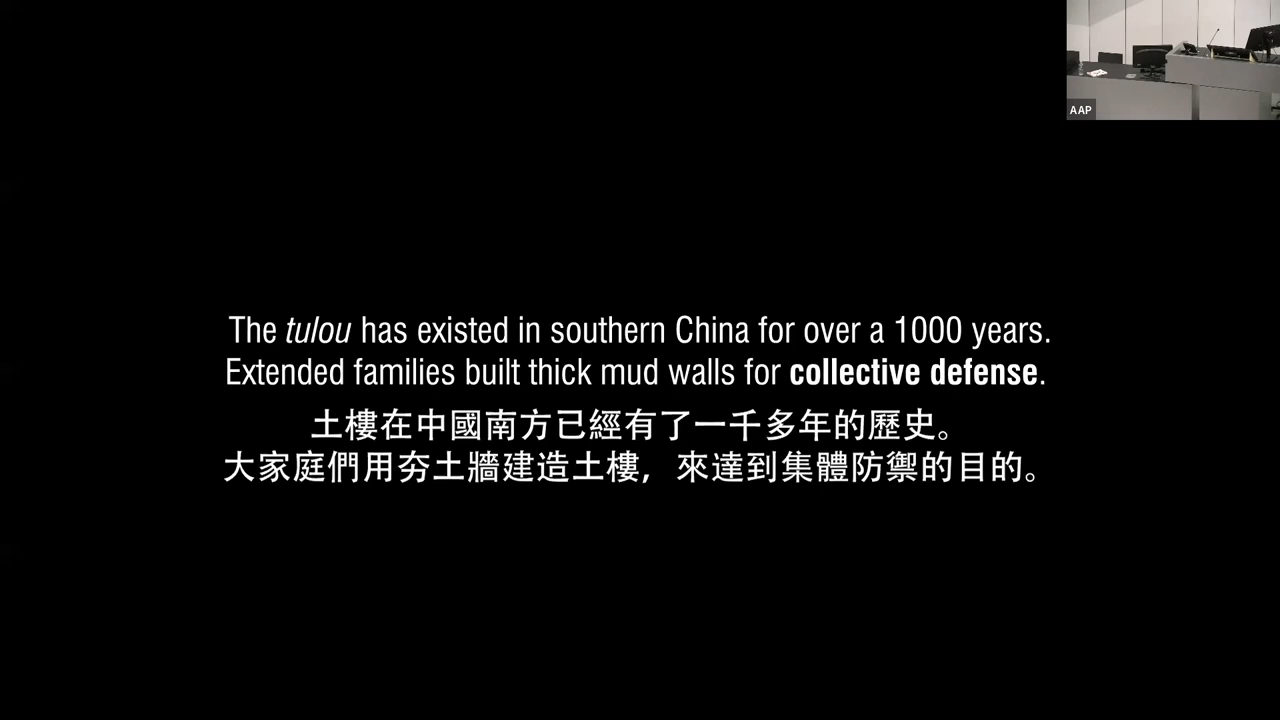 AAP
The tulou has existed in southern China for over a 1000 years.
Extended families built thick mud walls for collective defense.
土樓在中國南方已經有了一千多年的歷史。
大家庭們用夯土牆建造土樓，來達到集體防禦的目的。